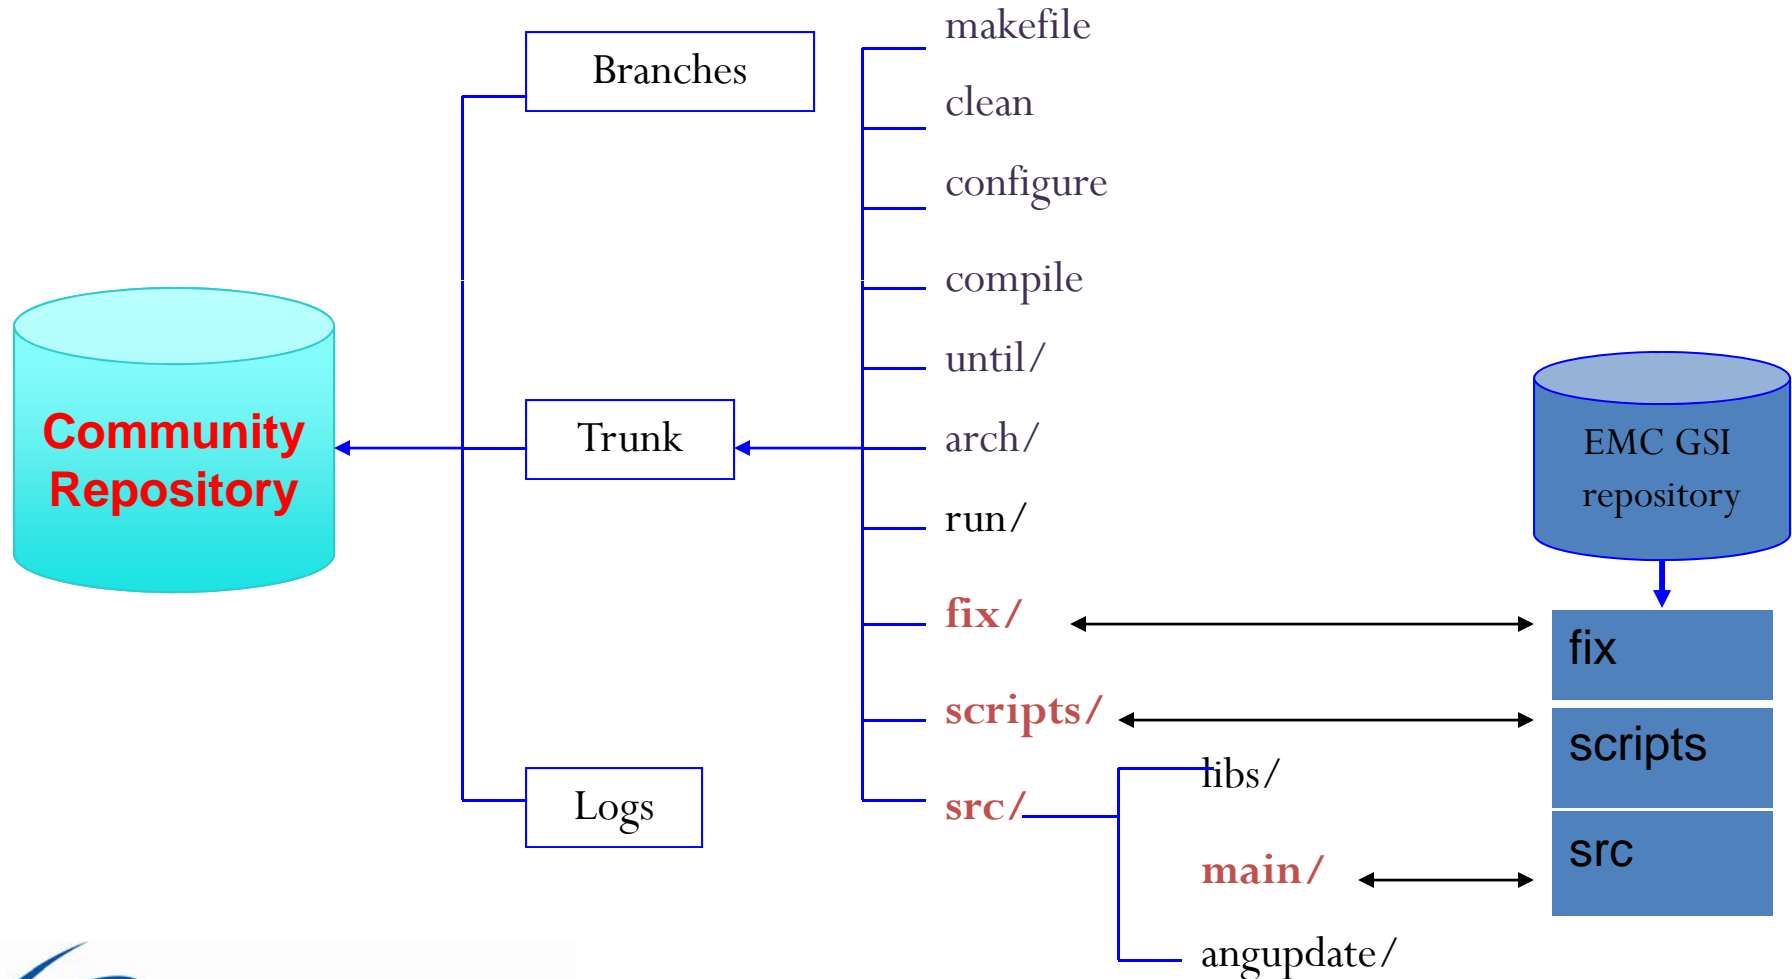 Community
Repository
Branches
Trunk
Logs
makefile
clean
configure
compile
until/
arch/
run/
fix/
scripts/
src/
libs/
main/
angupdate/
EMC GSI
repository
fix
scripts
src